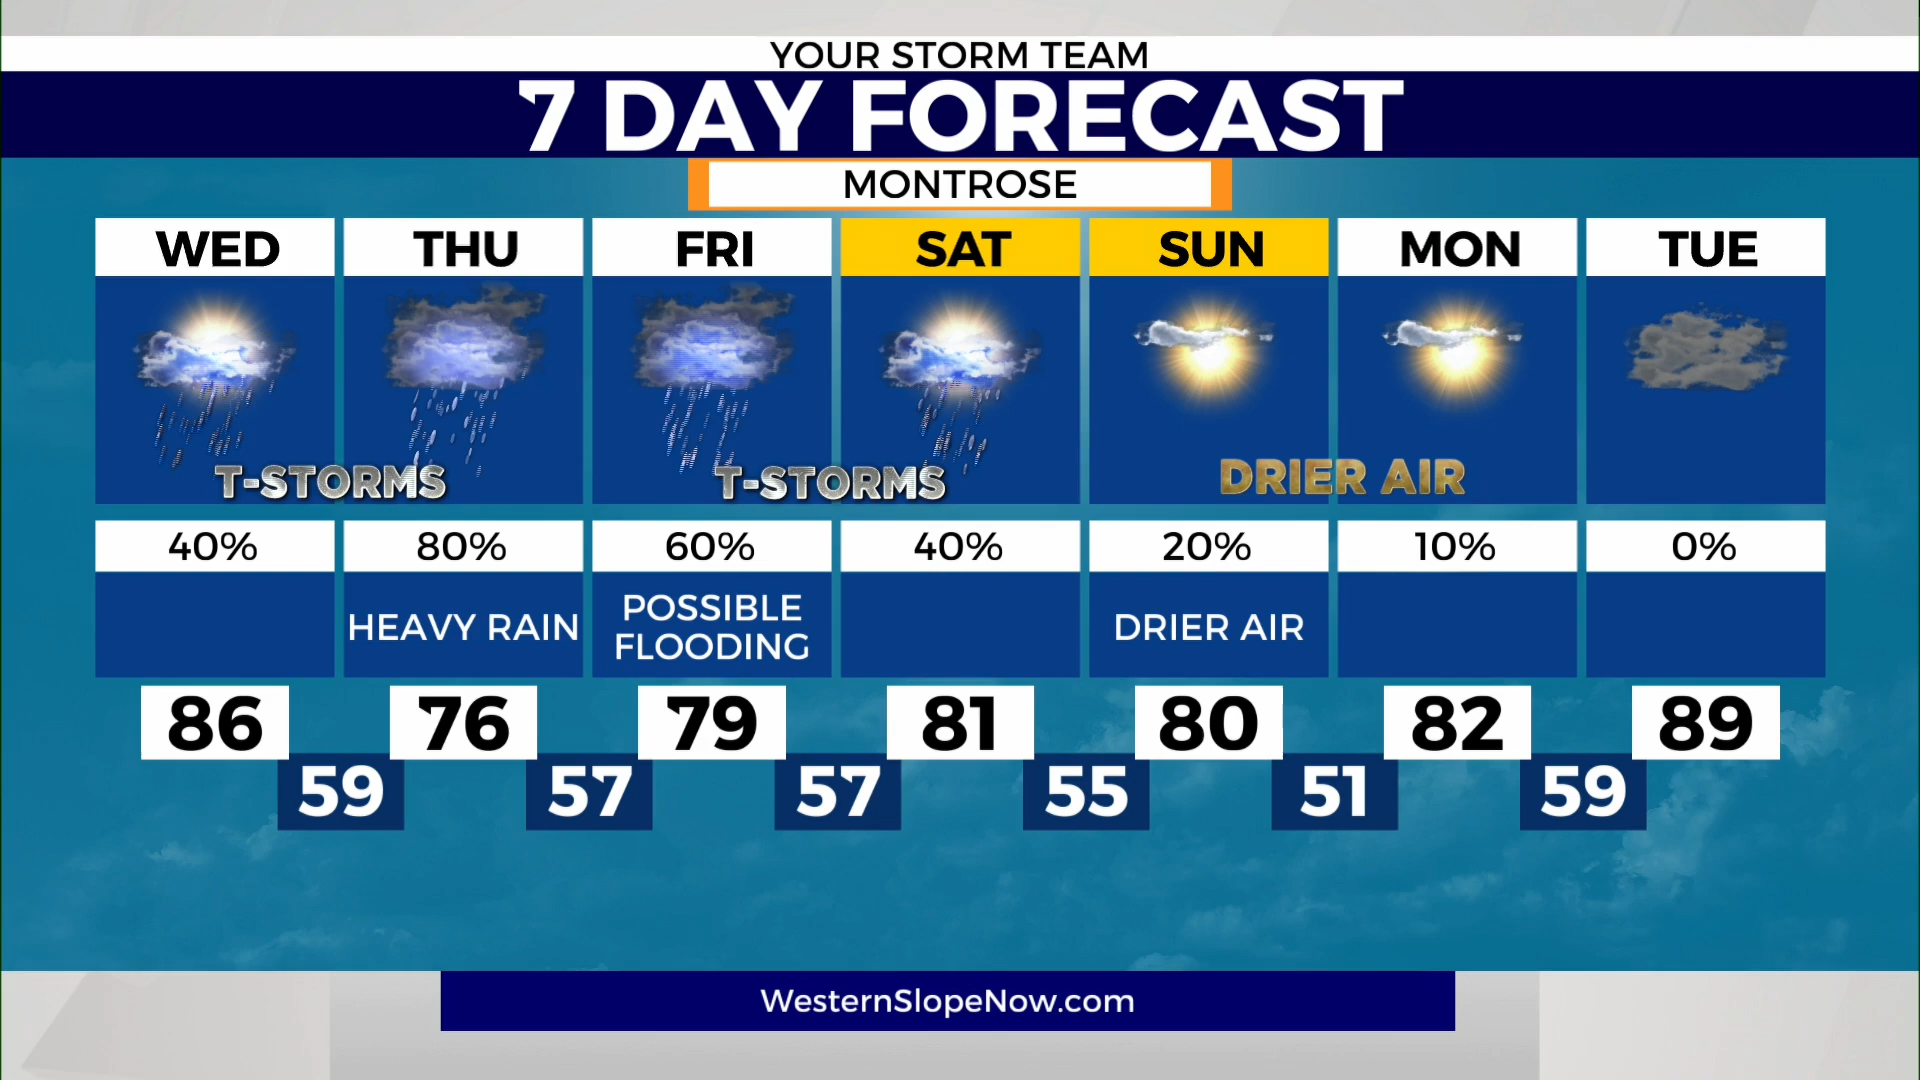 YOUR STORM TEAM
7 DAY FORECAST
MONTROSE
WED THU FRI SAT SUN MON TUE
T-STORMS T-STORMS DRIER AIR
40% 80% 60% 40% 20% 10% 0%
HEAVY RAIN
POSSIBLE
FLOODING
DRIER AIR
86 76 79 81 80 82 89
59 57 57 55 51 59
WesternSlopeNow.com